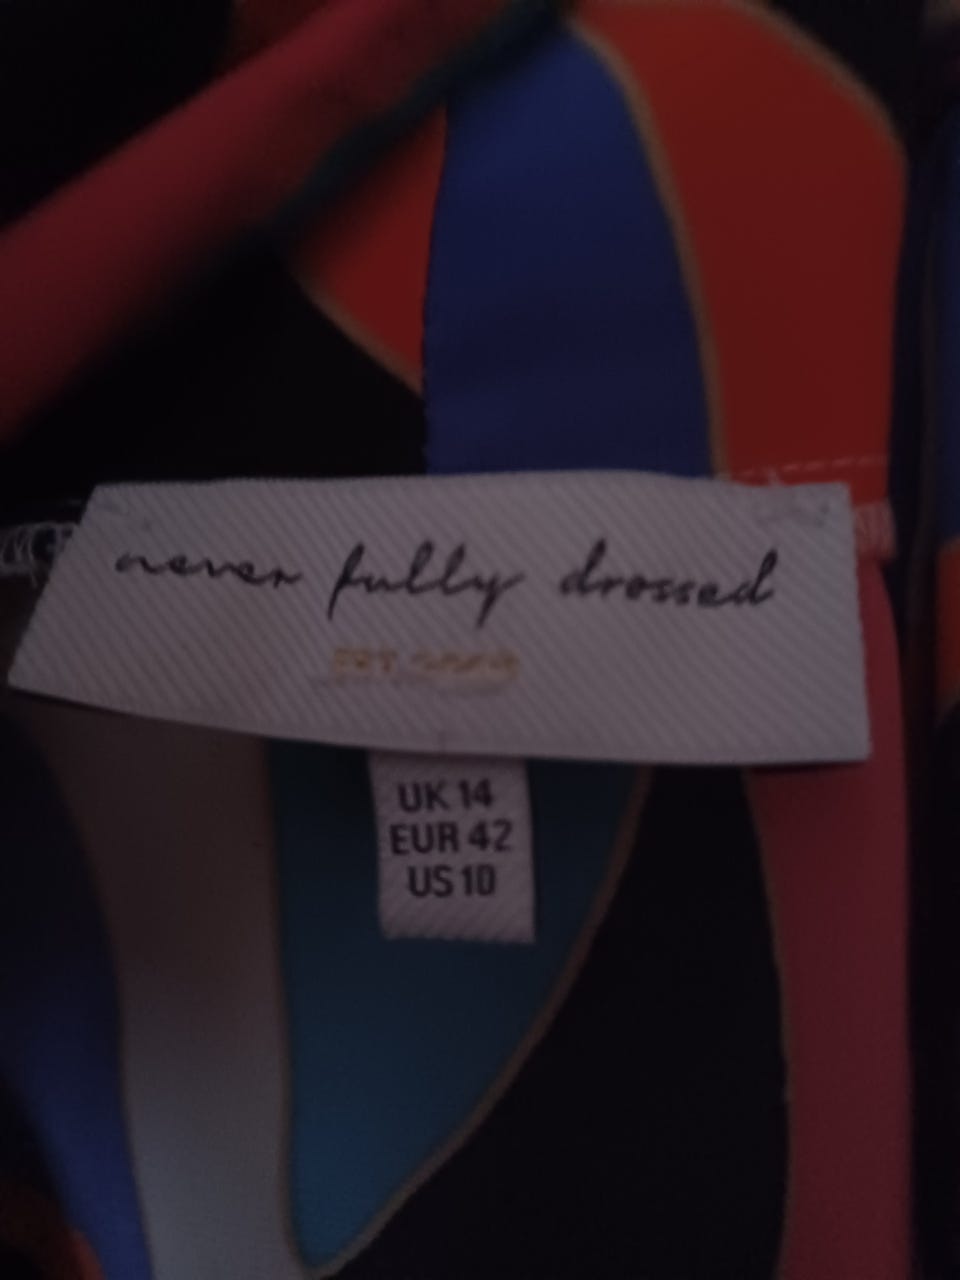 never fully dressed
UK 14
EUR 42
US 10